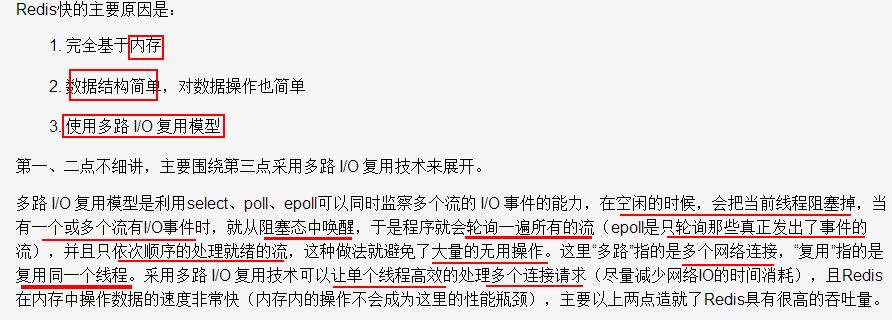 Redis快的主要原因是：
1. 完全基于内存
2. 数据结构简单，对数据操作也简单
3. 使用多路 I/O 复用模型
第一、二点不细讲，主要围绕第三点采用多路 I/O 复用技术来展开。
多路 I/O 复用模型是利用select、poll、epoll可以同时监察多个流的 I/O 事件的能力，在空闲的时候，会把当前线程阻塞掉，当
有一个或多个流有I/O事件时，就从阻塞态中唤醒，于是程序就会轮询一遍所有的流（epoll是只轮询那些真正发出了事件的
流），并且只依次顺序的处理就绪的流，这种做法就避免了大量的无用操作。这里“多路”指的是多个网络连接，“复用”指的是
复用同一个线程。采用多路 I/O 复用技术可以让单个线程高效的处理多个连接请求（尽量减少网络IO的时间消耗），且Redis
在内存中操作数据的速度非常快（内存内的操作不会成为这里的性能瓶颈），主要以上两点造就了Redis具有很高的吞吐量。